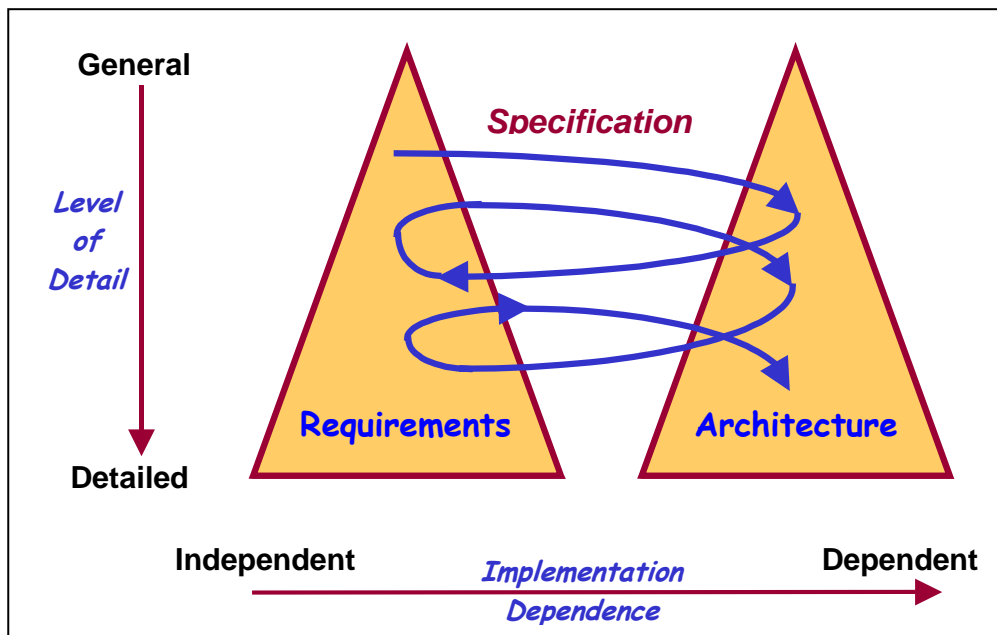 General
Specification
Level
of
Detail
Requirements
Architecture
Detailed
Independent
Dependent
Implementation
Dependence